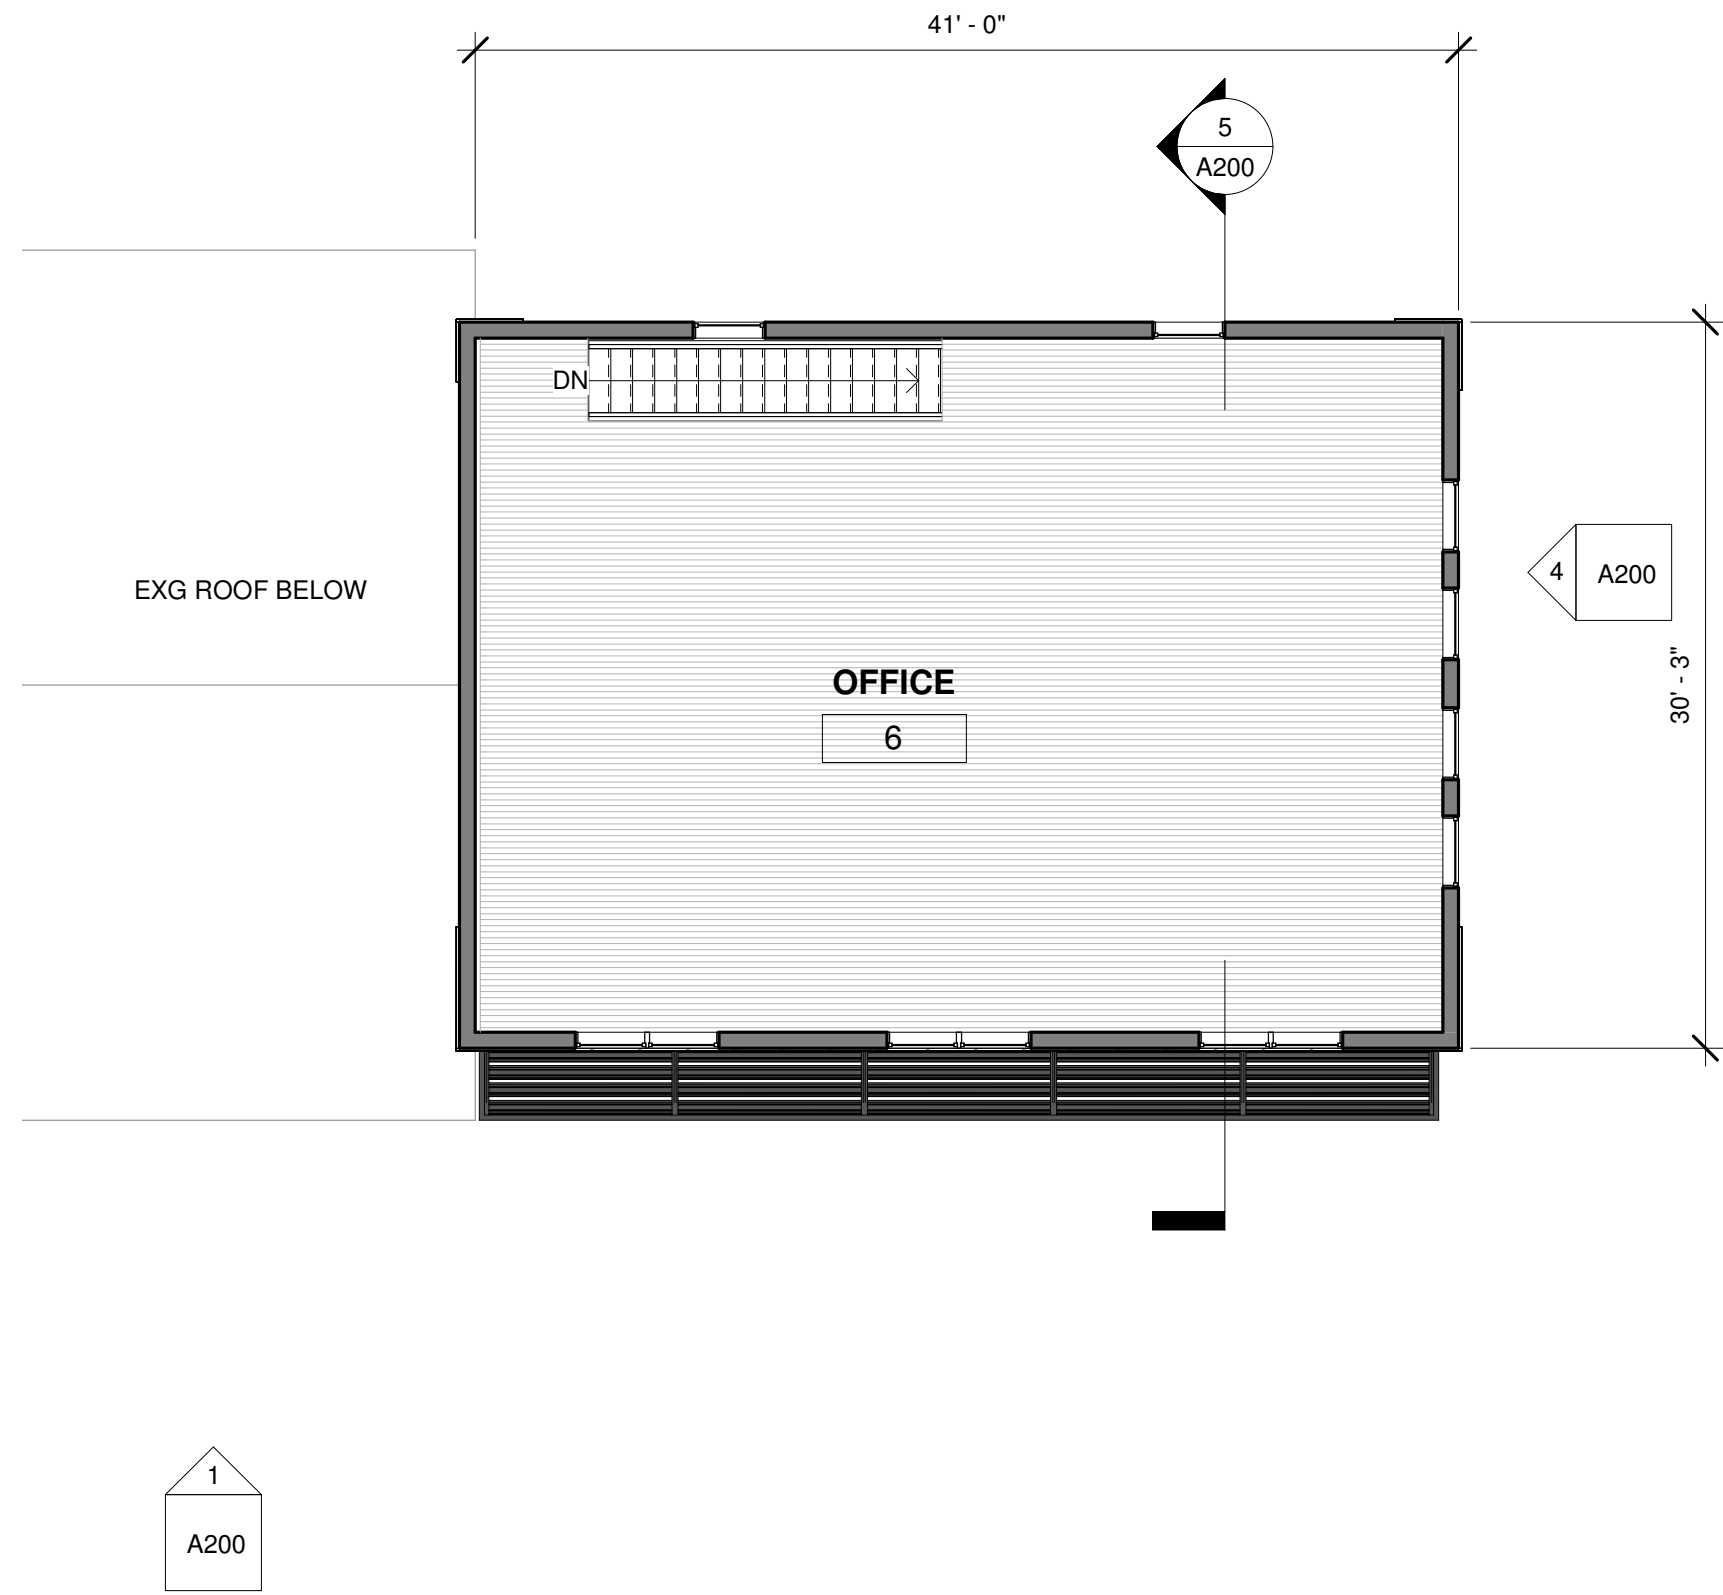 41' - 0"
5
A200
DN
EXG ROOF BELOW
4
A200
30' - 3"
OFFICE
6
1
A200